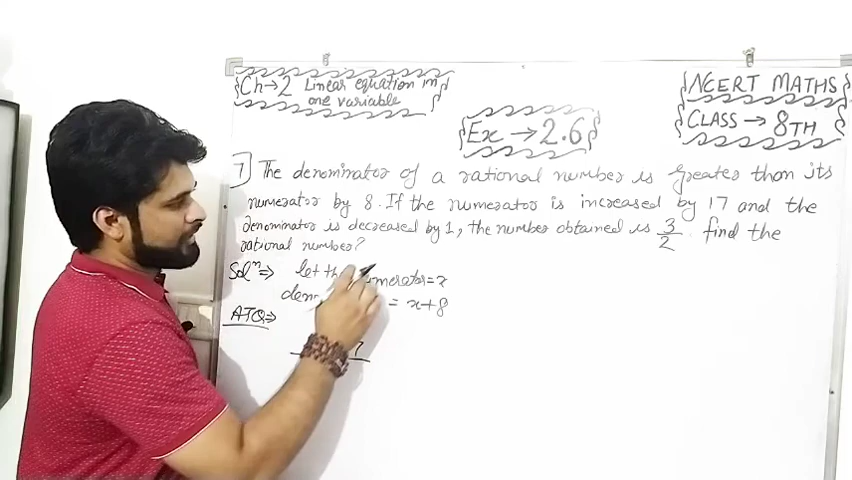 Ch→2 Linear equation in
one variable
Ex → 2.6
NCERT MATHS
CLASS → 8TH
7 The denominator of a rational number is greater than its
numerator by 8. If the numerator is increased by 17 and the
denominator is decreased by 1, the number obtained is 3/2. find the
rational number?
Solⁿ ⇒ let the numerator = x
= x+8
ATQ ⇒